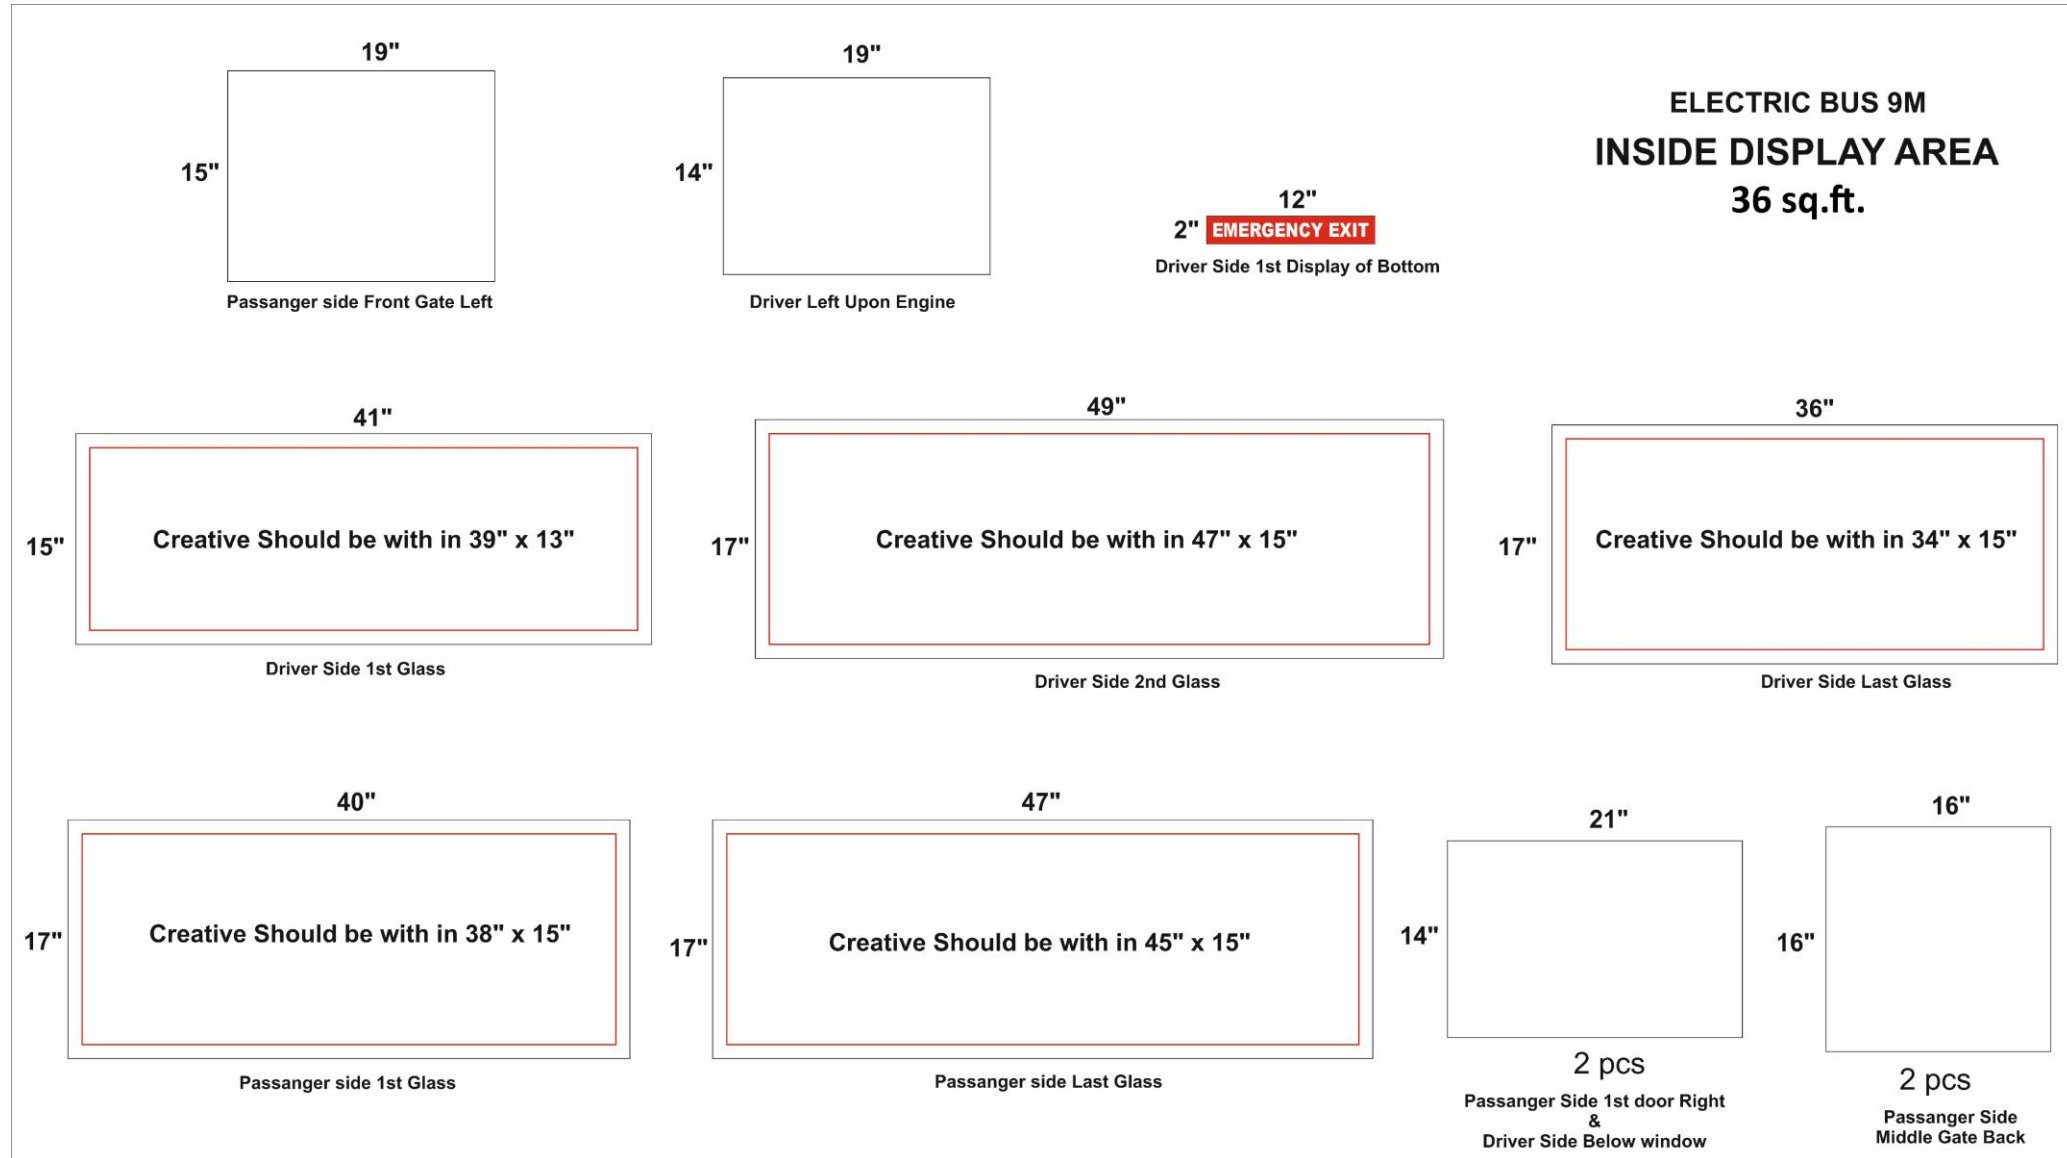 ELECTRIC BUS 9M
INSIDE DISPLAY AREA
36 sq.ft.
19"
15"
Passanger side Front Gate Left
19"
14"
Driver Left Upon Engine
12"
2"
EMERGENCY EXIT
Driver Side 1st Display of Bottom
41"
15"
Creative Should be with in 39" x 13"
Driver Side 1st Glass
49"
17"
Creative Should be with in 47" x 15"
Driver Side 2nd Glass
36"
17"
Creative Should be with in 34" x 15"
Driver Side Last Glass
40"
17"
Creative Should be with in 38" x 15"
Passanger side 1st Glass
47"
17"
Creative Should be with in 45" x 15"
Passanger side Last Glass
21"
14"
2 pcs
Passanger Side 1st door Right
&
Driver Side Below window
16"
16"
2 pcs
Passanger Side
Middle Gate Back